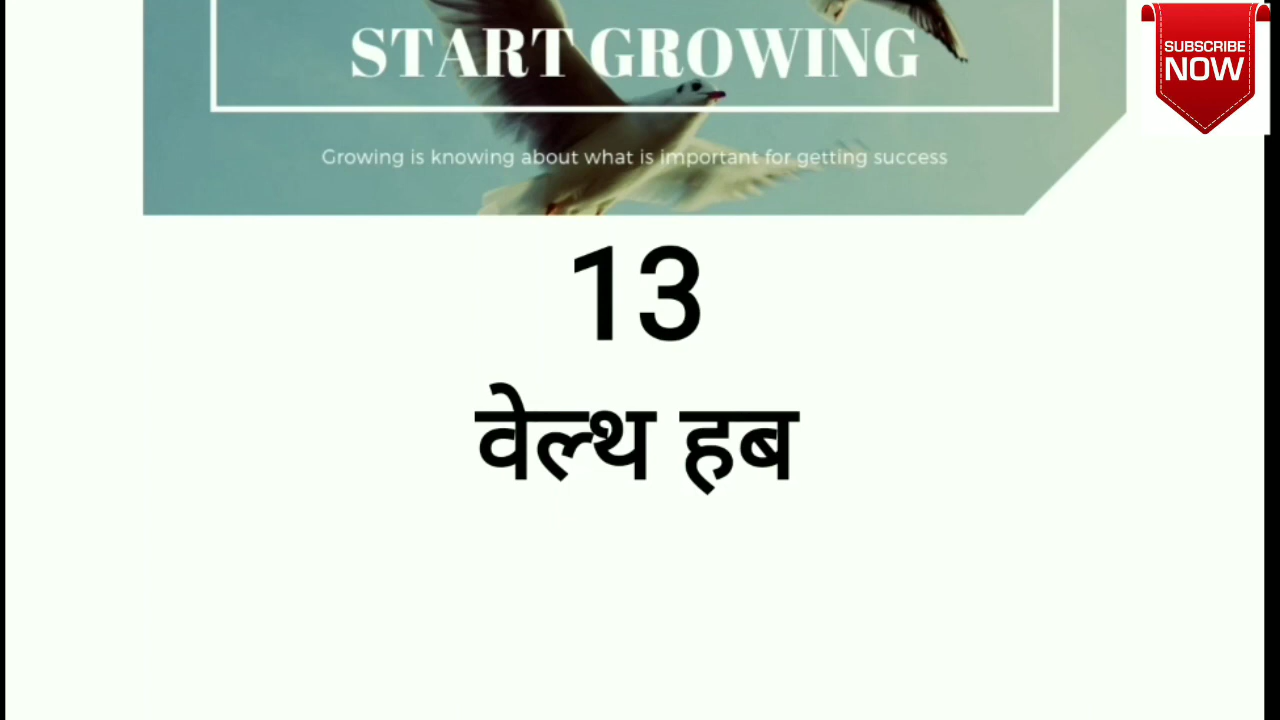 START GROWING
SUBSCRIBE
NOW
Growing is knowing about what is important for getting success
13
वेल्थ हब